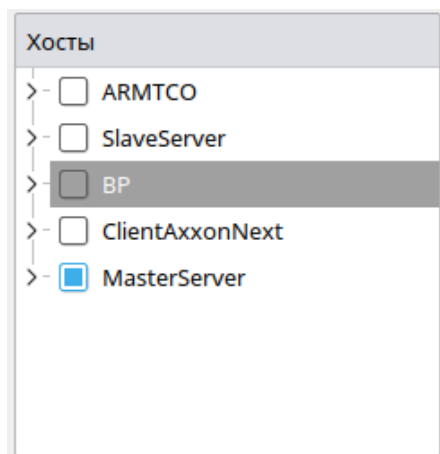 Хосты
ARMTCO
SlaveServer
BP
ClientAxxonNext
MasterServer